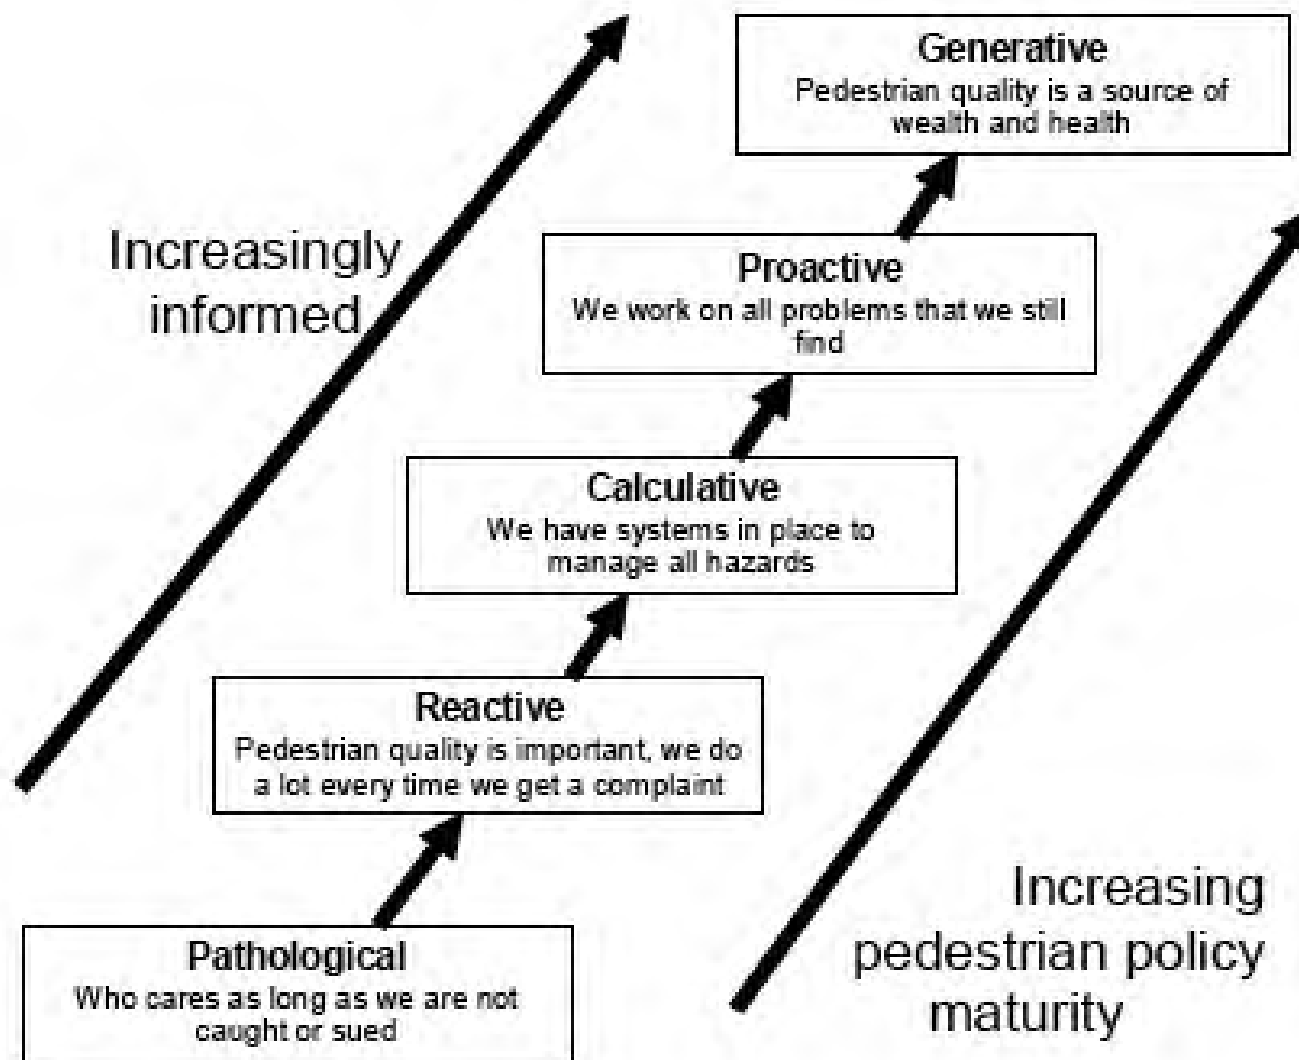 Generative
Pedestrian quality is a source of
wealth and health
Increasingly
informed
Proactive
We work on all problems that we still
find
Calculative
We have systems in place to
manage all hazards
Reactive
Pedestrian quality is important, we do
a lot every time we get a complaint
Increasing
pedestrian policy
maturity
Pathological
Who cares as long as we are not
caught or sued